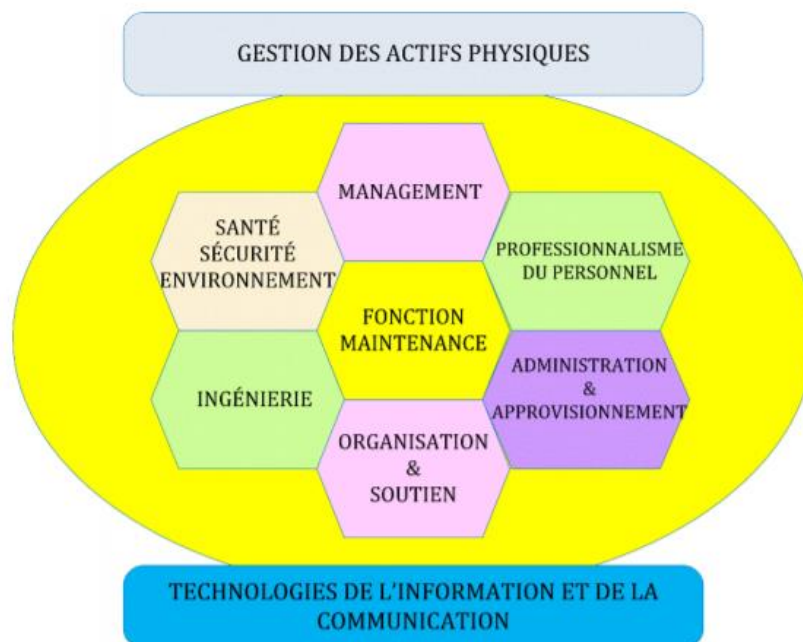 GESTION DES ACTIFS PHYSIQUES
MANAGEMENT
SANTÉ
SÉCURITÉ
ENVIRONNEMENT
PROFESSIONNALISME
DU PERSONNEL
FONCTION
MAINTENANCE
INGÉNIERIE
ADMINISTRATION
&
APPROVISIONNEMENT
ORGANISATION
&
SOUTIEN
TECHNOLOGIES DE L'INFORMATION ET DE LA
COMMUNICATION